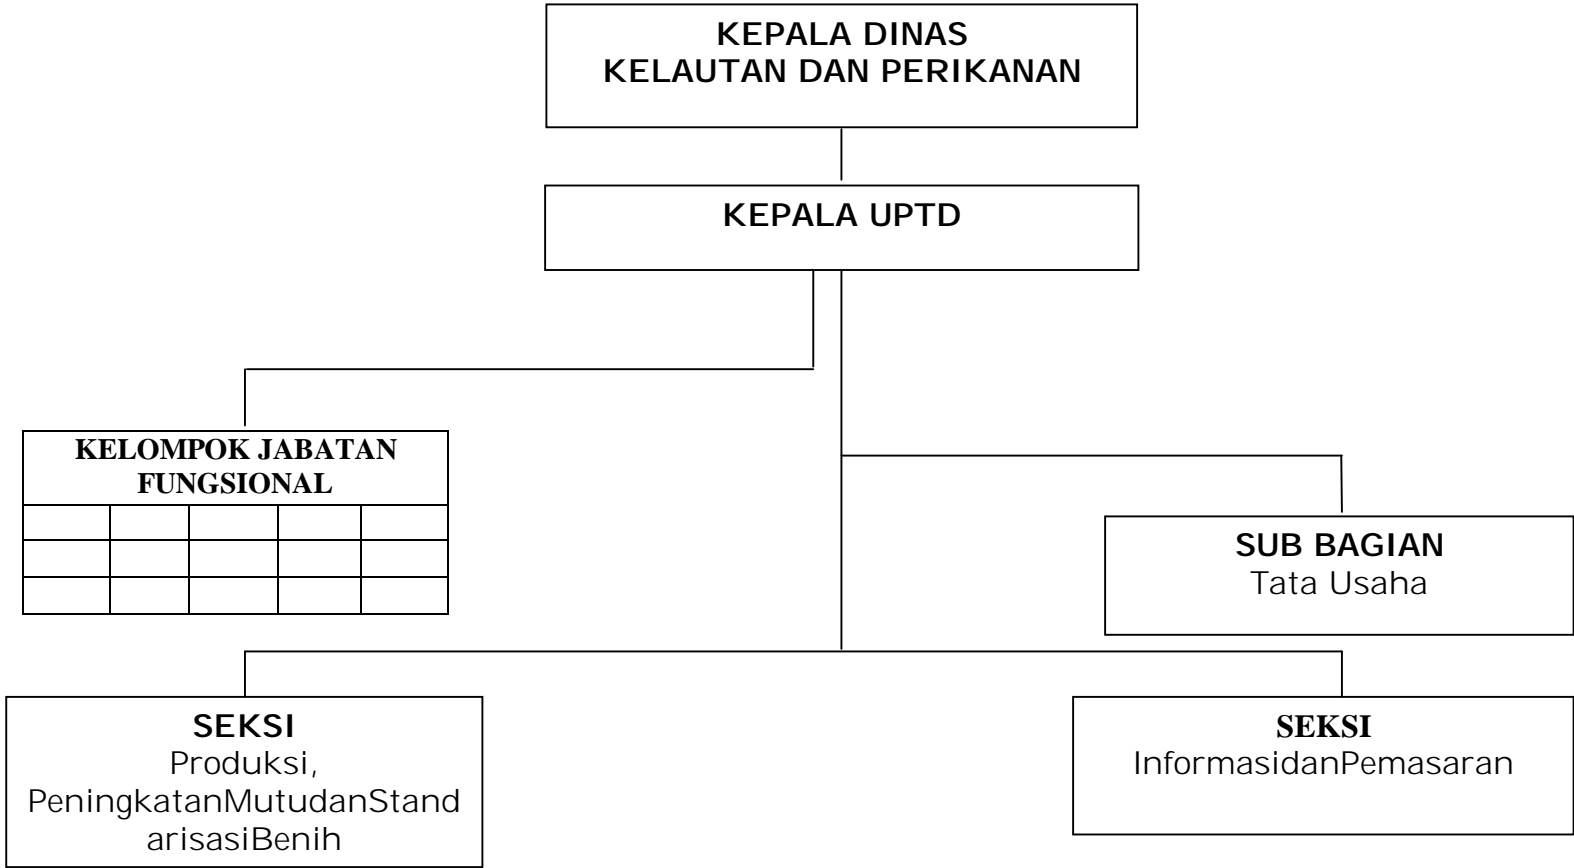 KEPALA DINAS
KELAUTAN DAN PERIKANAN
KEPALA UPTD
KELOMPOK JABATAN
FUNGSIONAL
SUB BAGIAN
Tata Usaha
SEKSI
Produksi,
PeningkatanMutudanStand
arisasiBenih
SEKSI
InformasidanPemasaran